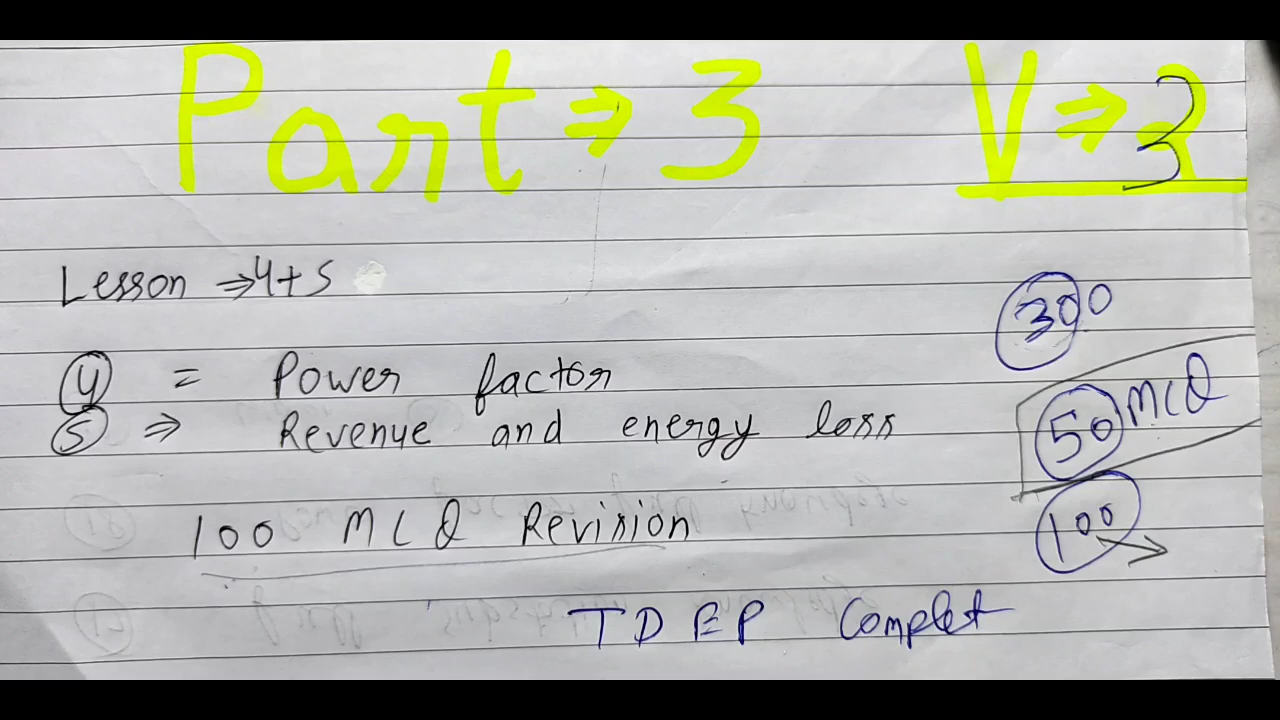 Part ⇒ 3 V ⇒ 3
Lesson ⇒ 4+5
300
④ = Power factor
⑤ ⇒ Revenue and energy loss
50 MCQ
100 MCQ Revision
100 →
TDEP Complet